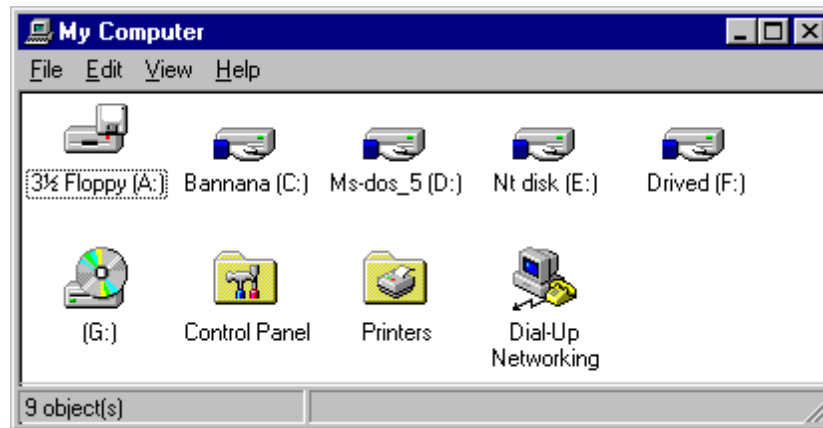 My Computer
File Edit View Help
3½ Floppy (A:) Bannana (C:) Ms-dos_5 (D:) Nt disk (E:) Drived (F:)
(G:) Control Panel Printers Dial-Up
Networking
9 object(s)